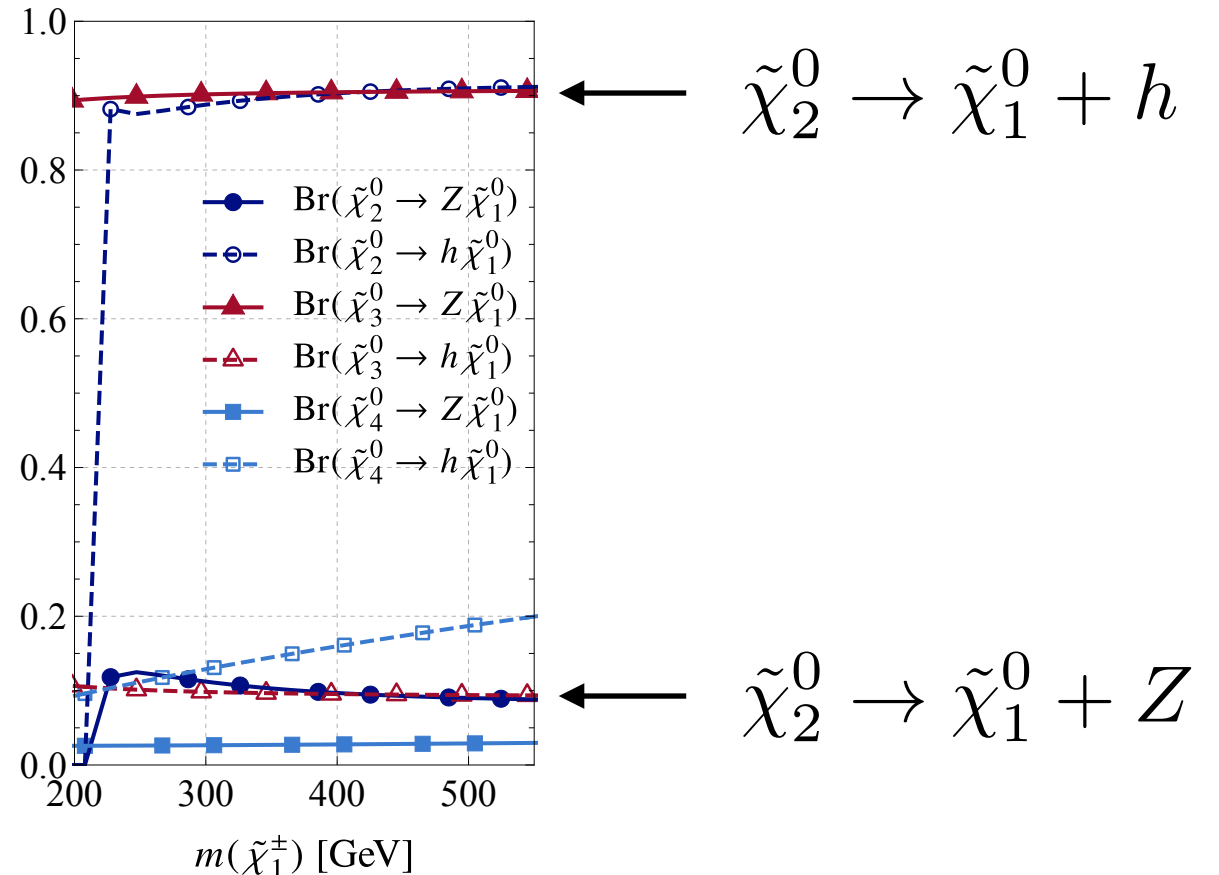 1.0
0.8
0.6
0.4
0.2
0.0
200 300 400 500
m(χ̃₁±) [GeV]
Br(χ̃₂⁰ → Zχ̃₁⁰)
Br(χ̃₂⁰ → hχ̃₁⁰)
Br(χ̃₃⁰ → Zχ̃₁⁰)
Br(χ̃₃⁰ → hχ̃₁⁰)
Br(χ̃₄⁰ → Zχ̃₁⁰)
Br(χ̃₄⁰ → hχ̃₁⁰)
χ̃₂⁰ → χ̃₁⁰ + h
χ̃₂⁰ → χ̃₁⁰ + Z